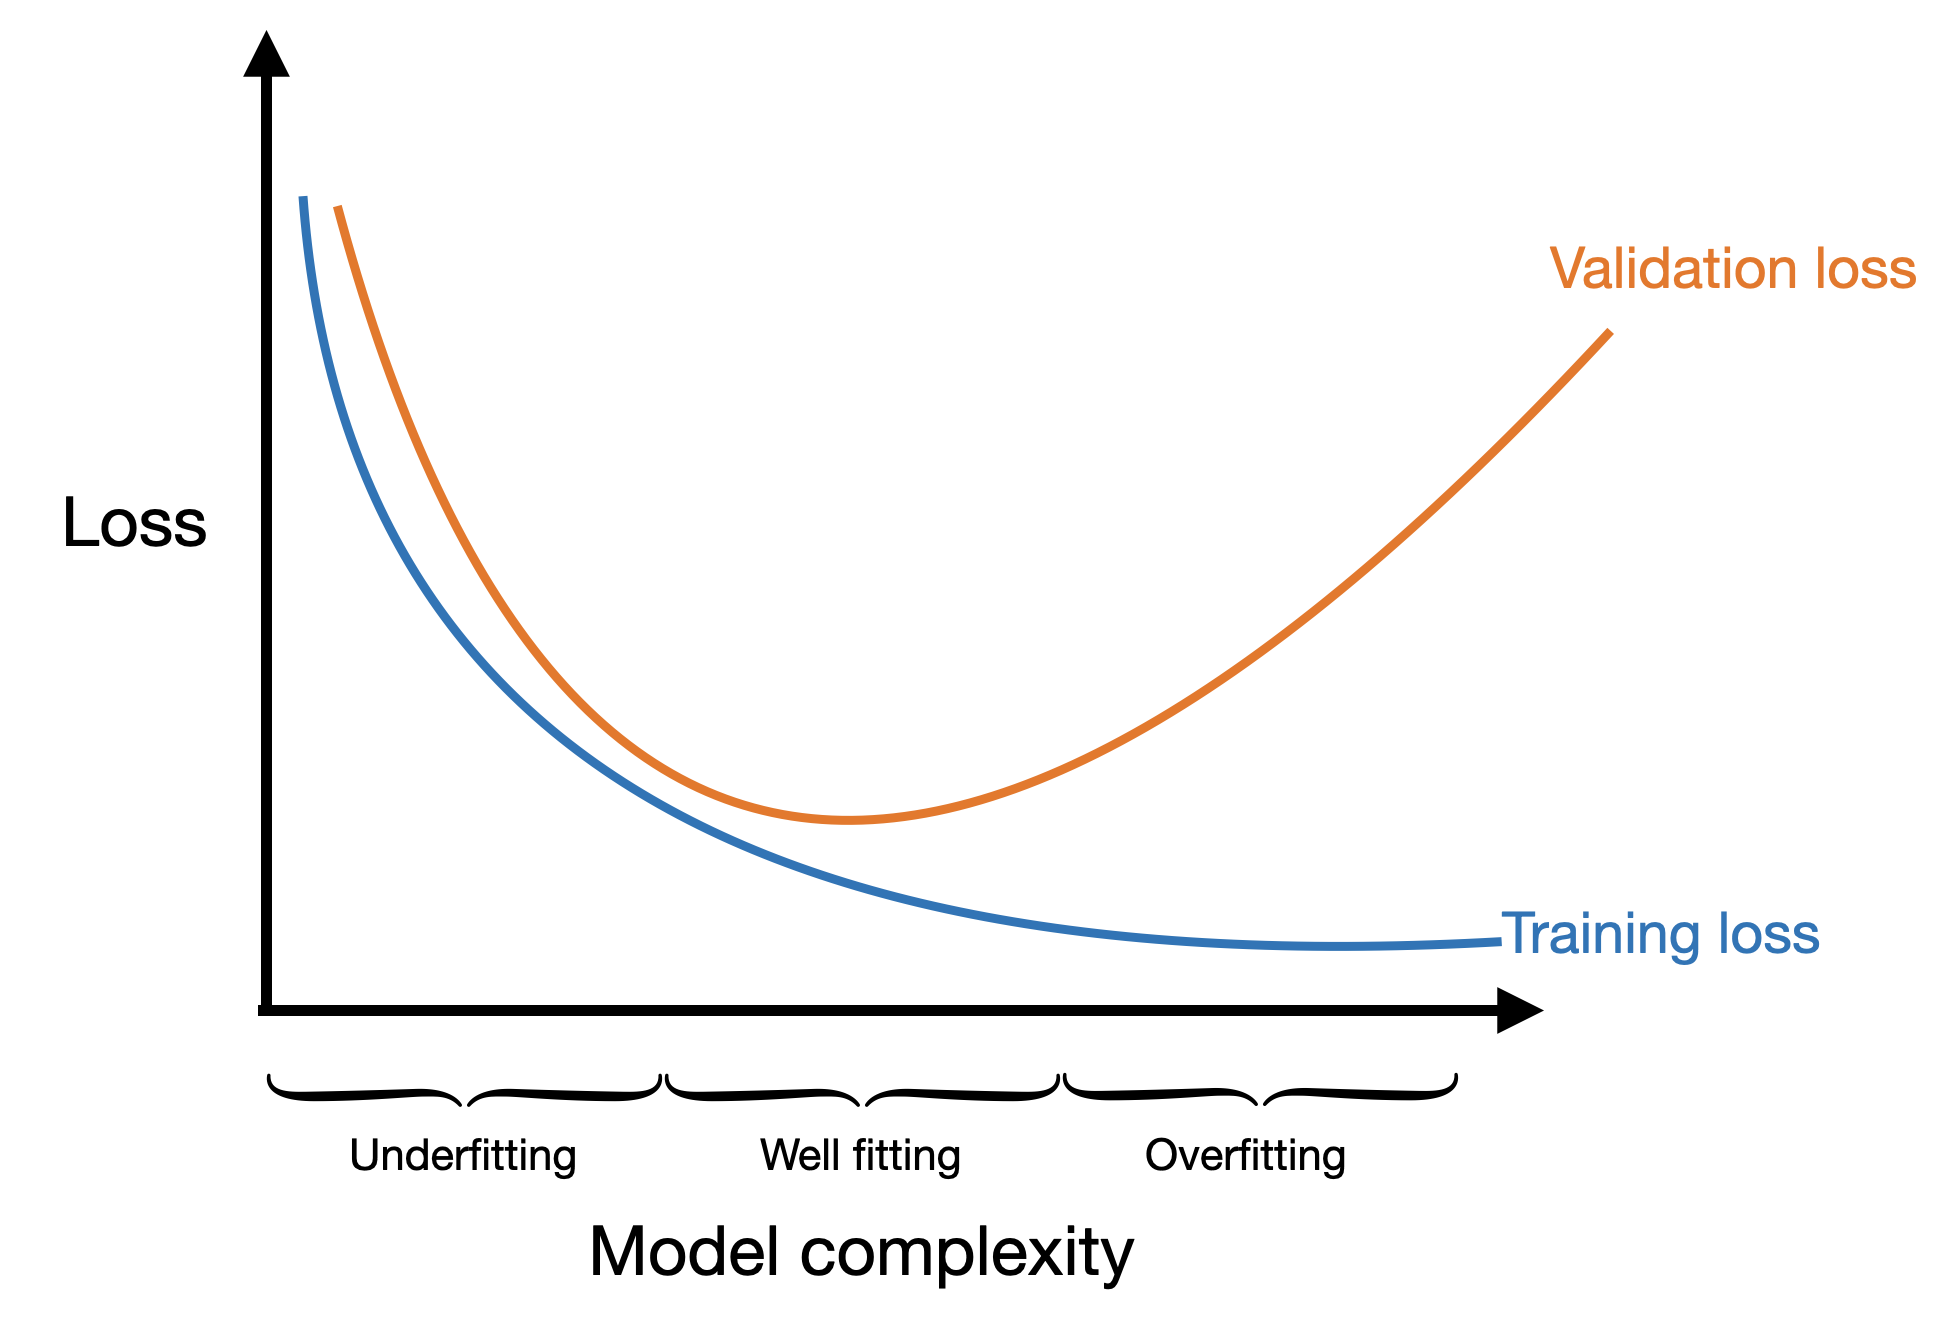 Validation loss
Loss
Training loss
Underfitting
Well fitting
Overfitting
Model complexity